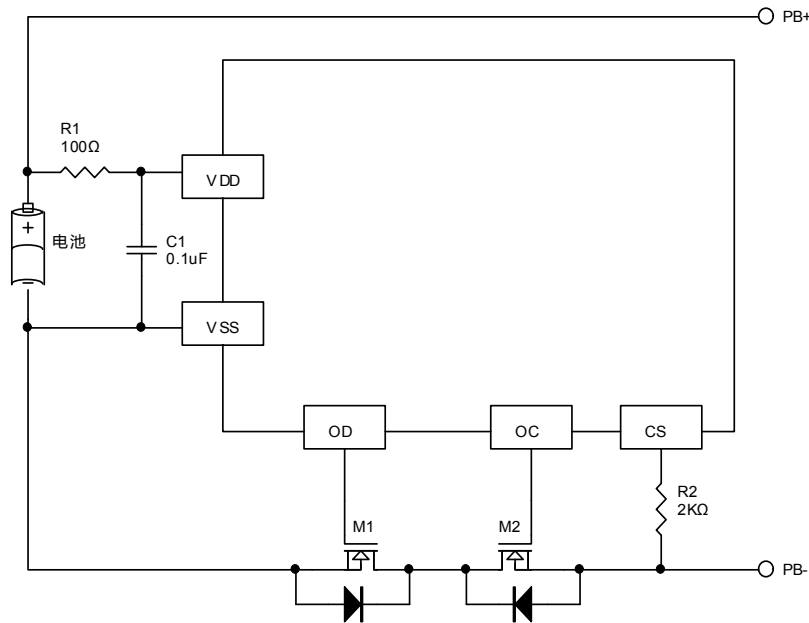 PB+
R1
100Ω
VDD
+
电池
C1
0.1uF
-
VSS
OD
OC
CS
R2
2KΩ
M1
M2
PB-